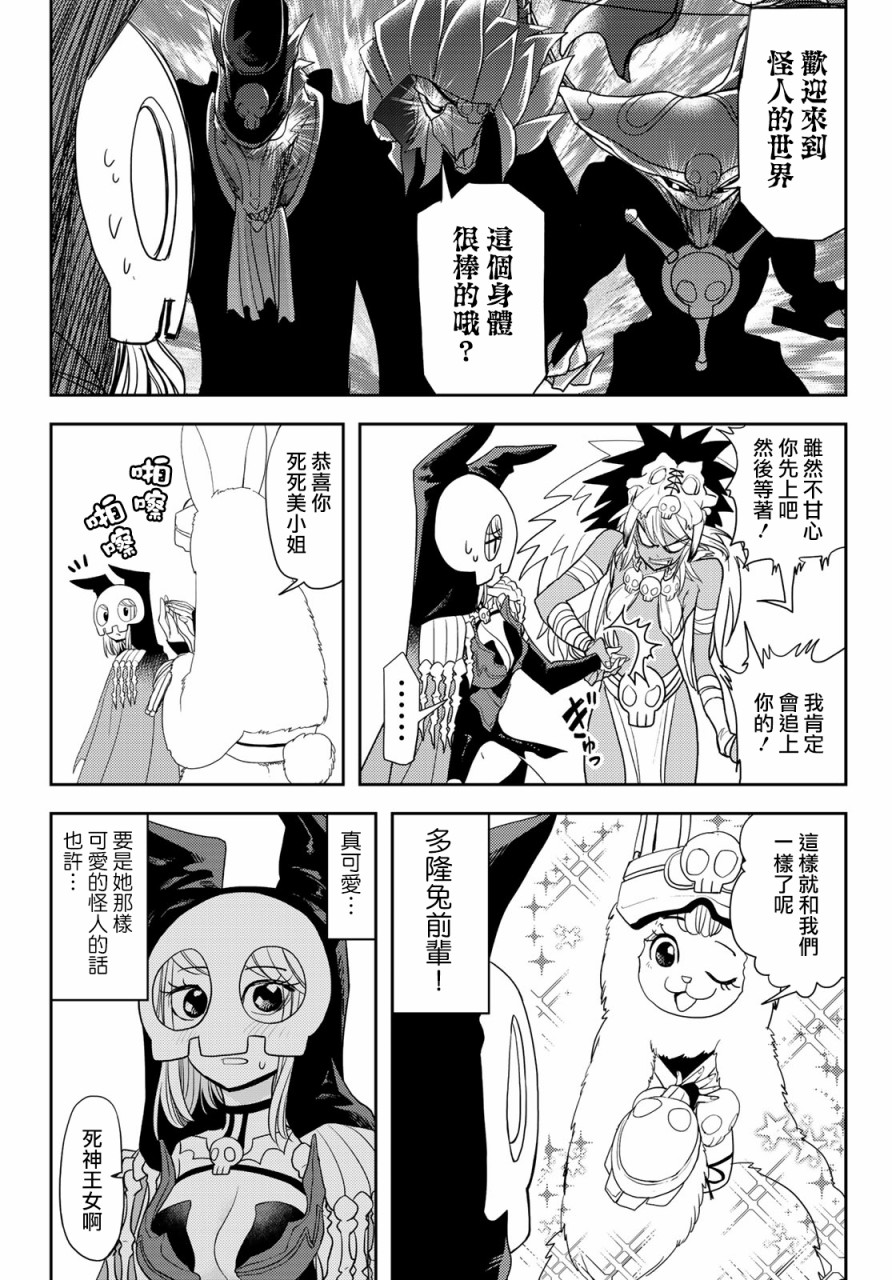 歡迎來到
怪人的世界
這個身體
很棒的哦？
雖然不甘心
你先上吧
然後等著！
我肯定
會追上
你的！
……
ぎゅっ
恭喜你
死死美小姐
啪嚓
啪嚓
這樣就和我們
一樣了呢
多隆兔前輩！
真可愛…
要是她那樣
可愛的怪人的話
也許…
死神王女啊